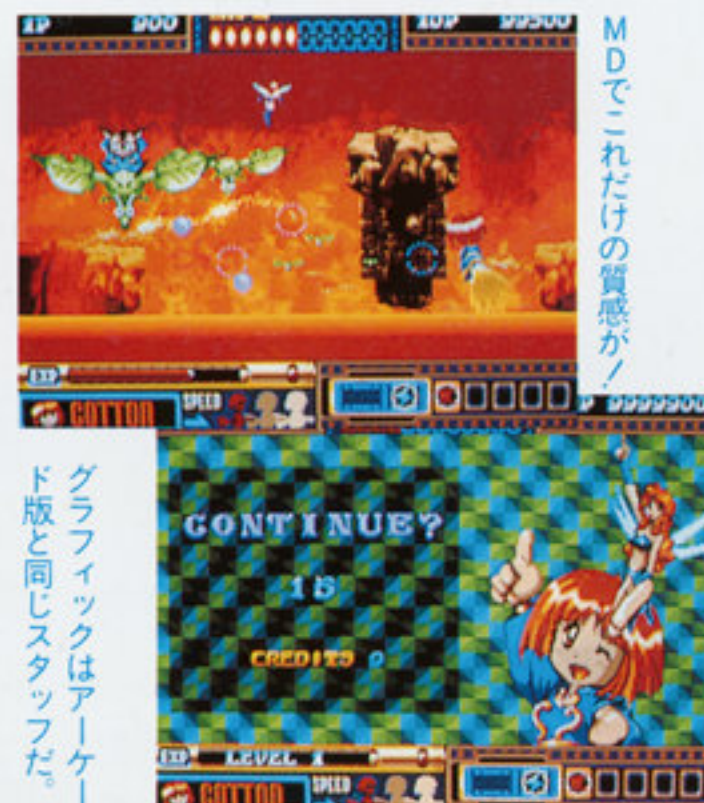 1P 900
TOP 99500
MDでこれだけの質感が!
EXP
COTTON SPEED
9999900
グラフィックはアーケー
ド版と同じスタッフだ。
CONTINUE?
15
CREDITS
EXP LEVEL 1
COTTON SPEED